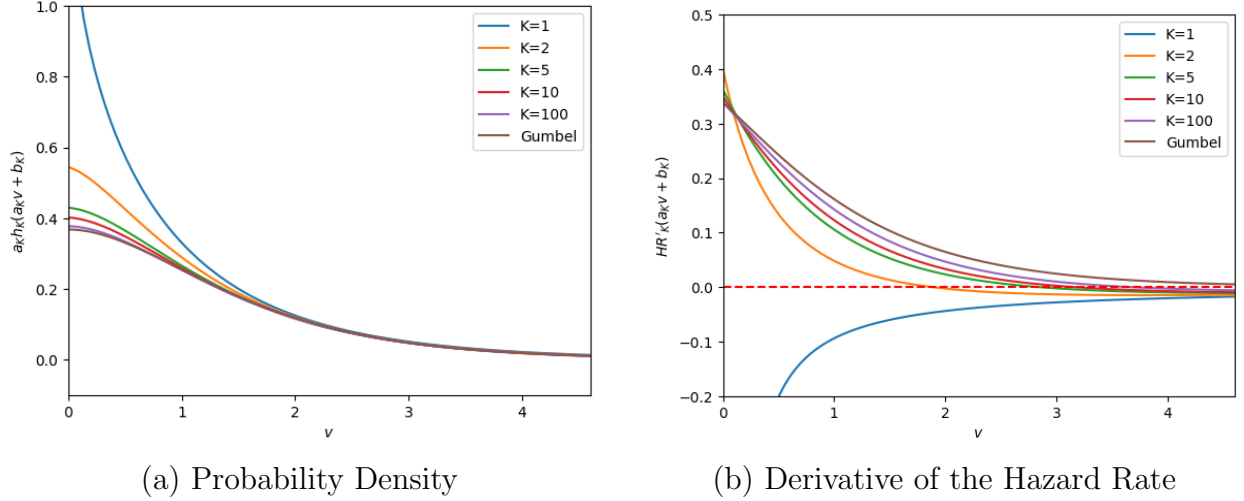 1.0
0.8
0.6
0.4
0.2
0.0
a_K h_K(a_K v + b_K)
0 1 2 3 4
v
K=1
K=2
K=5
K=10
K=100
Gumbel
(a) Probability Density
0.5
0.4
0.3
0.2
0.1
0.0
−0.1
−0.2
HR'_K(a_K v + b_K)
0 1 2 3 4
v
K=1
K=2
K=5
K=10
K=100
Gumbel
(b) Derivative of the Hazard Rate